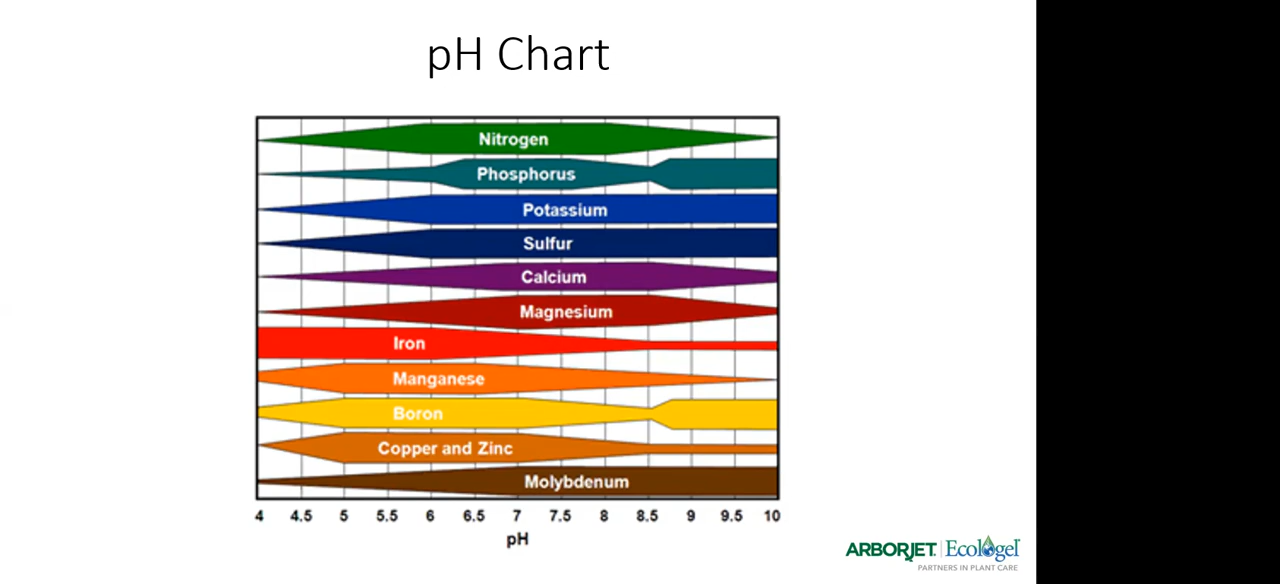 pH Chart
Nitrogen
Phosphorus
Potassium
Sulfur
Calcium
Magnesium
Iron
Manganese
Boron
Copper and Zinc
Molybdenum
4 4.5 5 5.5 6 6.5 7 7.5 8 8.5 9 9.5 10
pH
ARBORJET | Ecologel
PARTNERS IN PLANT CARE